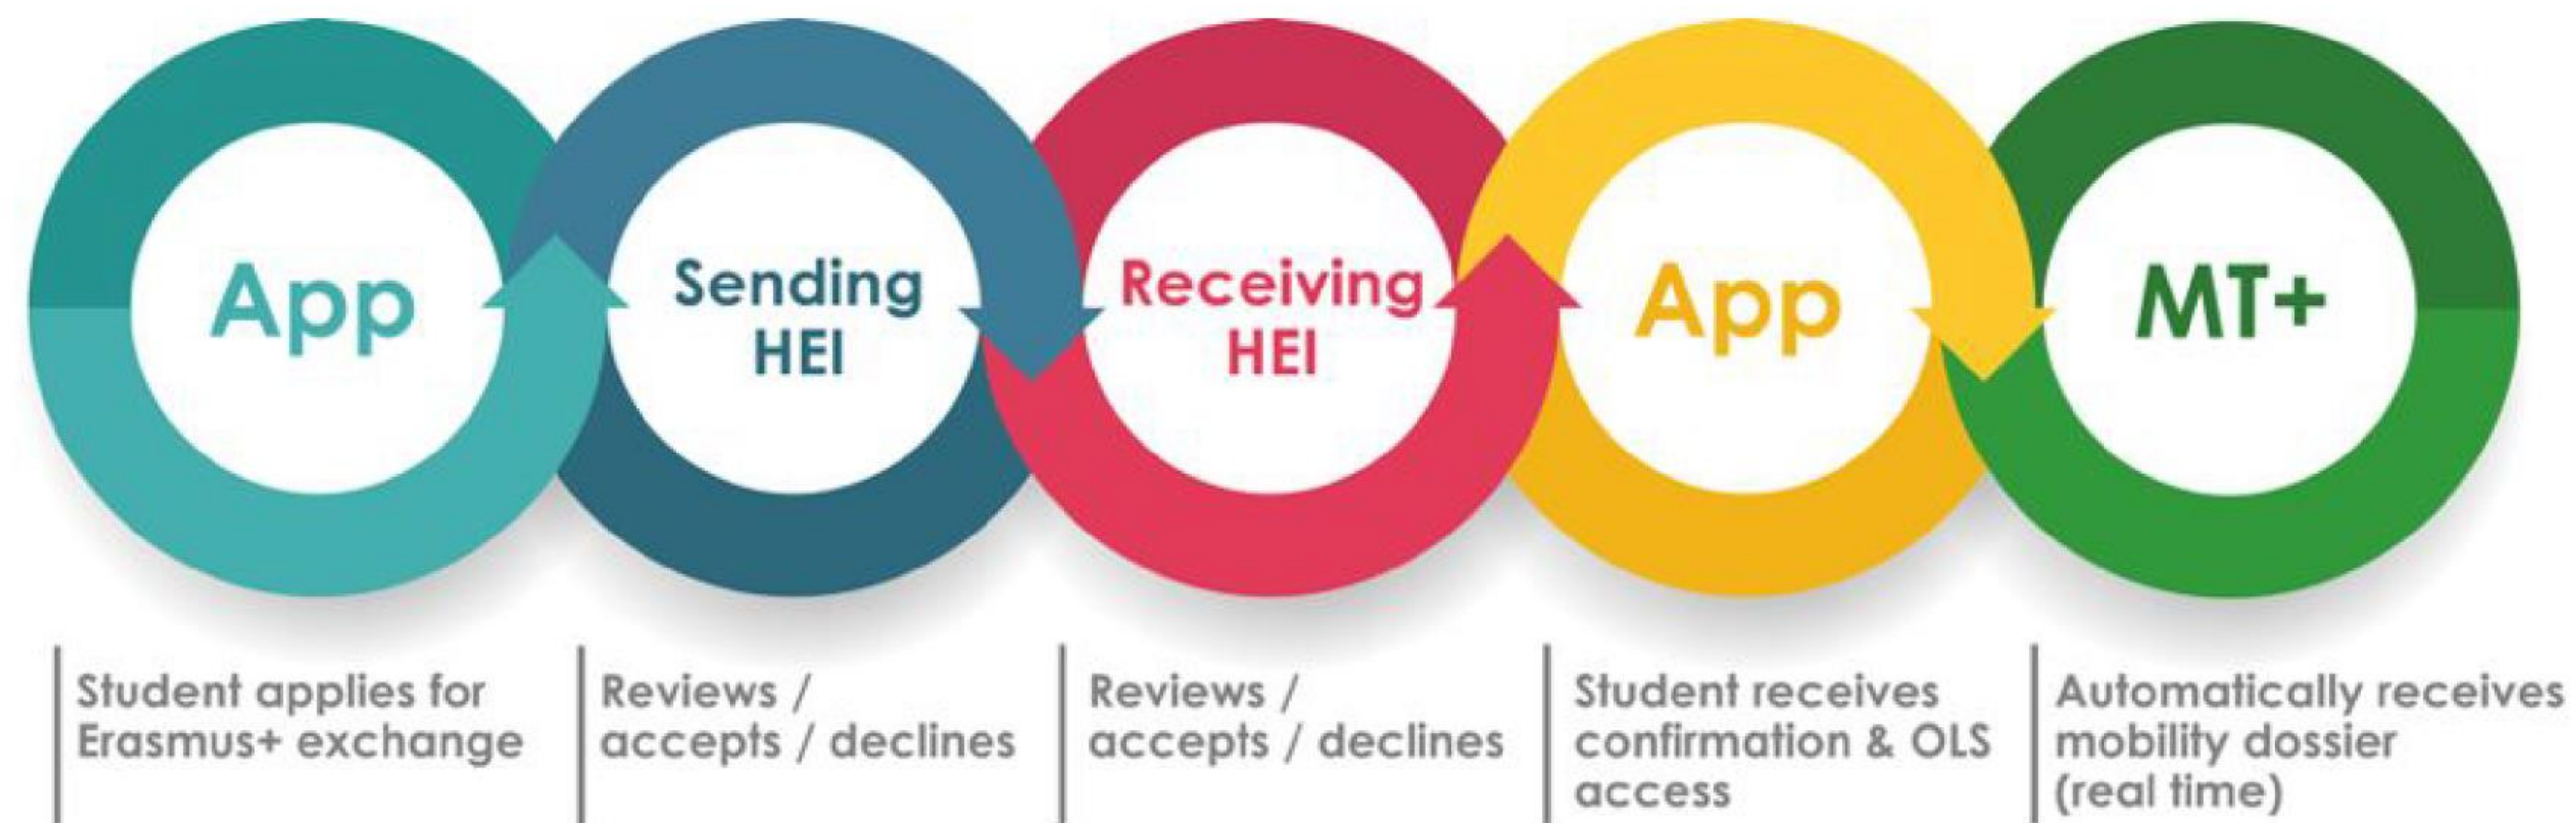 App
Sending
HEI
Receiving
HEI
App
MT+
Student applies for
Erasmus+ exchange
Reviews /
accepts / declines
Reviews /
accepts / declines
Student receives
confirmation & OLS
access
Automatically receives
mobility dossier
(real time)